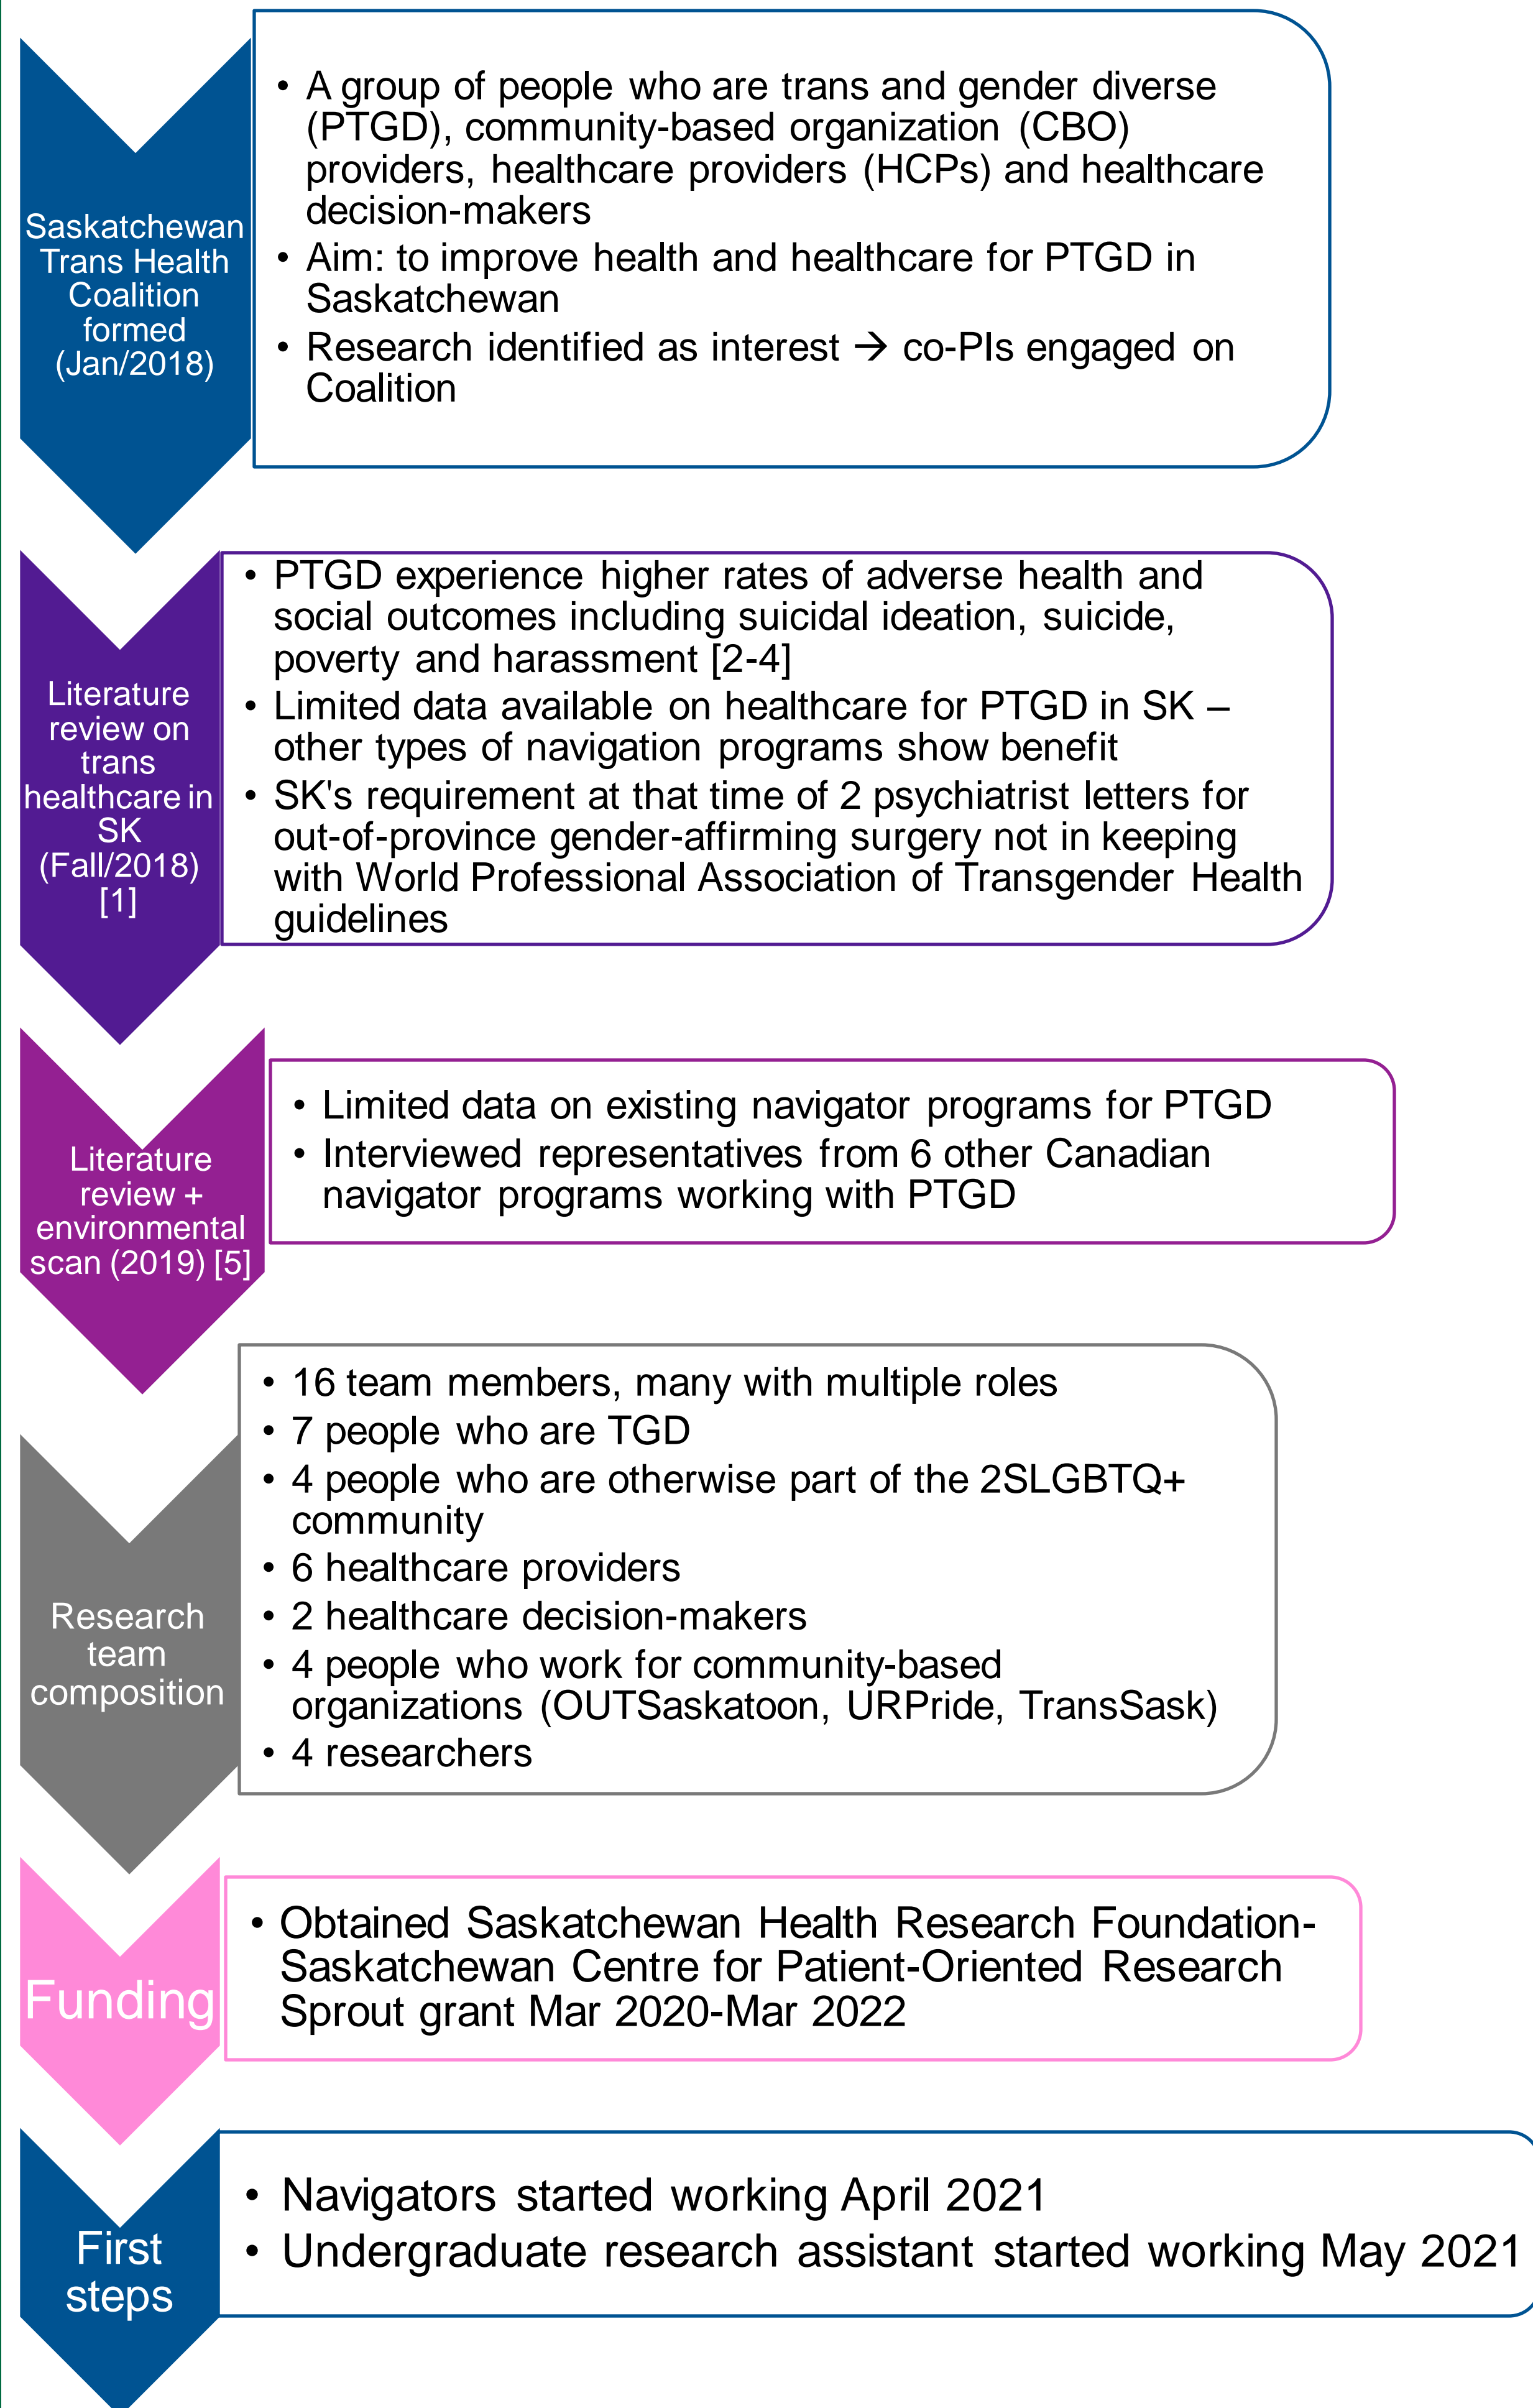 Saskatchewan
Trans Health
Coalition
formed
(Jan/2018)
• A group of people who are trans and gender diverse
(PTGD), community-based organization (CBO)
providers, healthcare providers (HCPs) and healthcare
decision-makers
• Aim: to improve health and healthcare for PTGD in
Saskatchewan
• Research identified as interest → co-PIs engaged on
Coalition
Literature
review on
trans
healthcare in
SK
(Fall/2018)
[1]
• PTGD experience higher rates of adverse health and
social outcomes including suicidal ideation, suicide,
poverty and harassment [2-4]
• Limited data available on healthcare for PTGD in SK –
other types of navigation programs show benefit
• SK's requirement at that time of 2 psychiatrist letters for
out-of-province gender-affirming surgery not in keeping
with World Professional Association of Transgender Health
guidelines
Literature
review +
environmental
scan (2019) [5]
• Limited data on existing navigator programs for PTGD
• Interviewed representatives from 6 other Canadian
navigator programs working with PTGD
Research
team
composition
• 16 team members, many with multiple roles
• 7 people who are TGD
• 4 people who are otherwise part of the 2SLGBTQ+
community
• 6 healthcare providers
• 2 healthcare decision-makers
• 4 people who work for community-based
organizations (OUTSaskatoon, URPride, TransSask)
• 4 researchers
Funding
• Obtained Saskatchewan Health Research Foundation-
Saskatchewan Centre for Patient-Oriented Research
Sprout grant Mar 2020-Mar 2022
First
steps
• Navigators started working April 2021
• Undergraduate research assistant started working May 2021